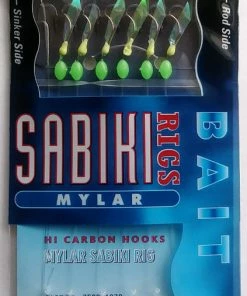 Sinker Side
Rod Side
SABIKI
RIGS
BAIT
MYLAR
HI CARBON HOOKS
MYLAR SABIKI RIG